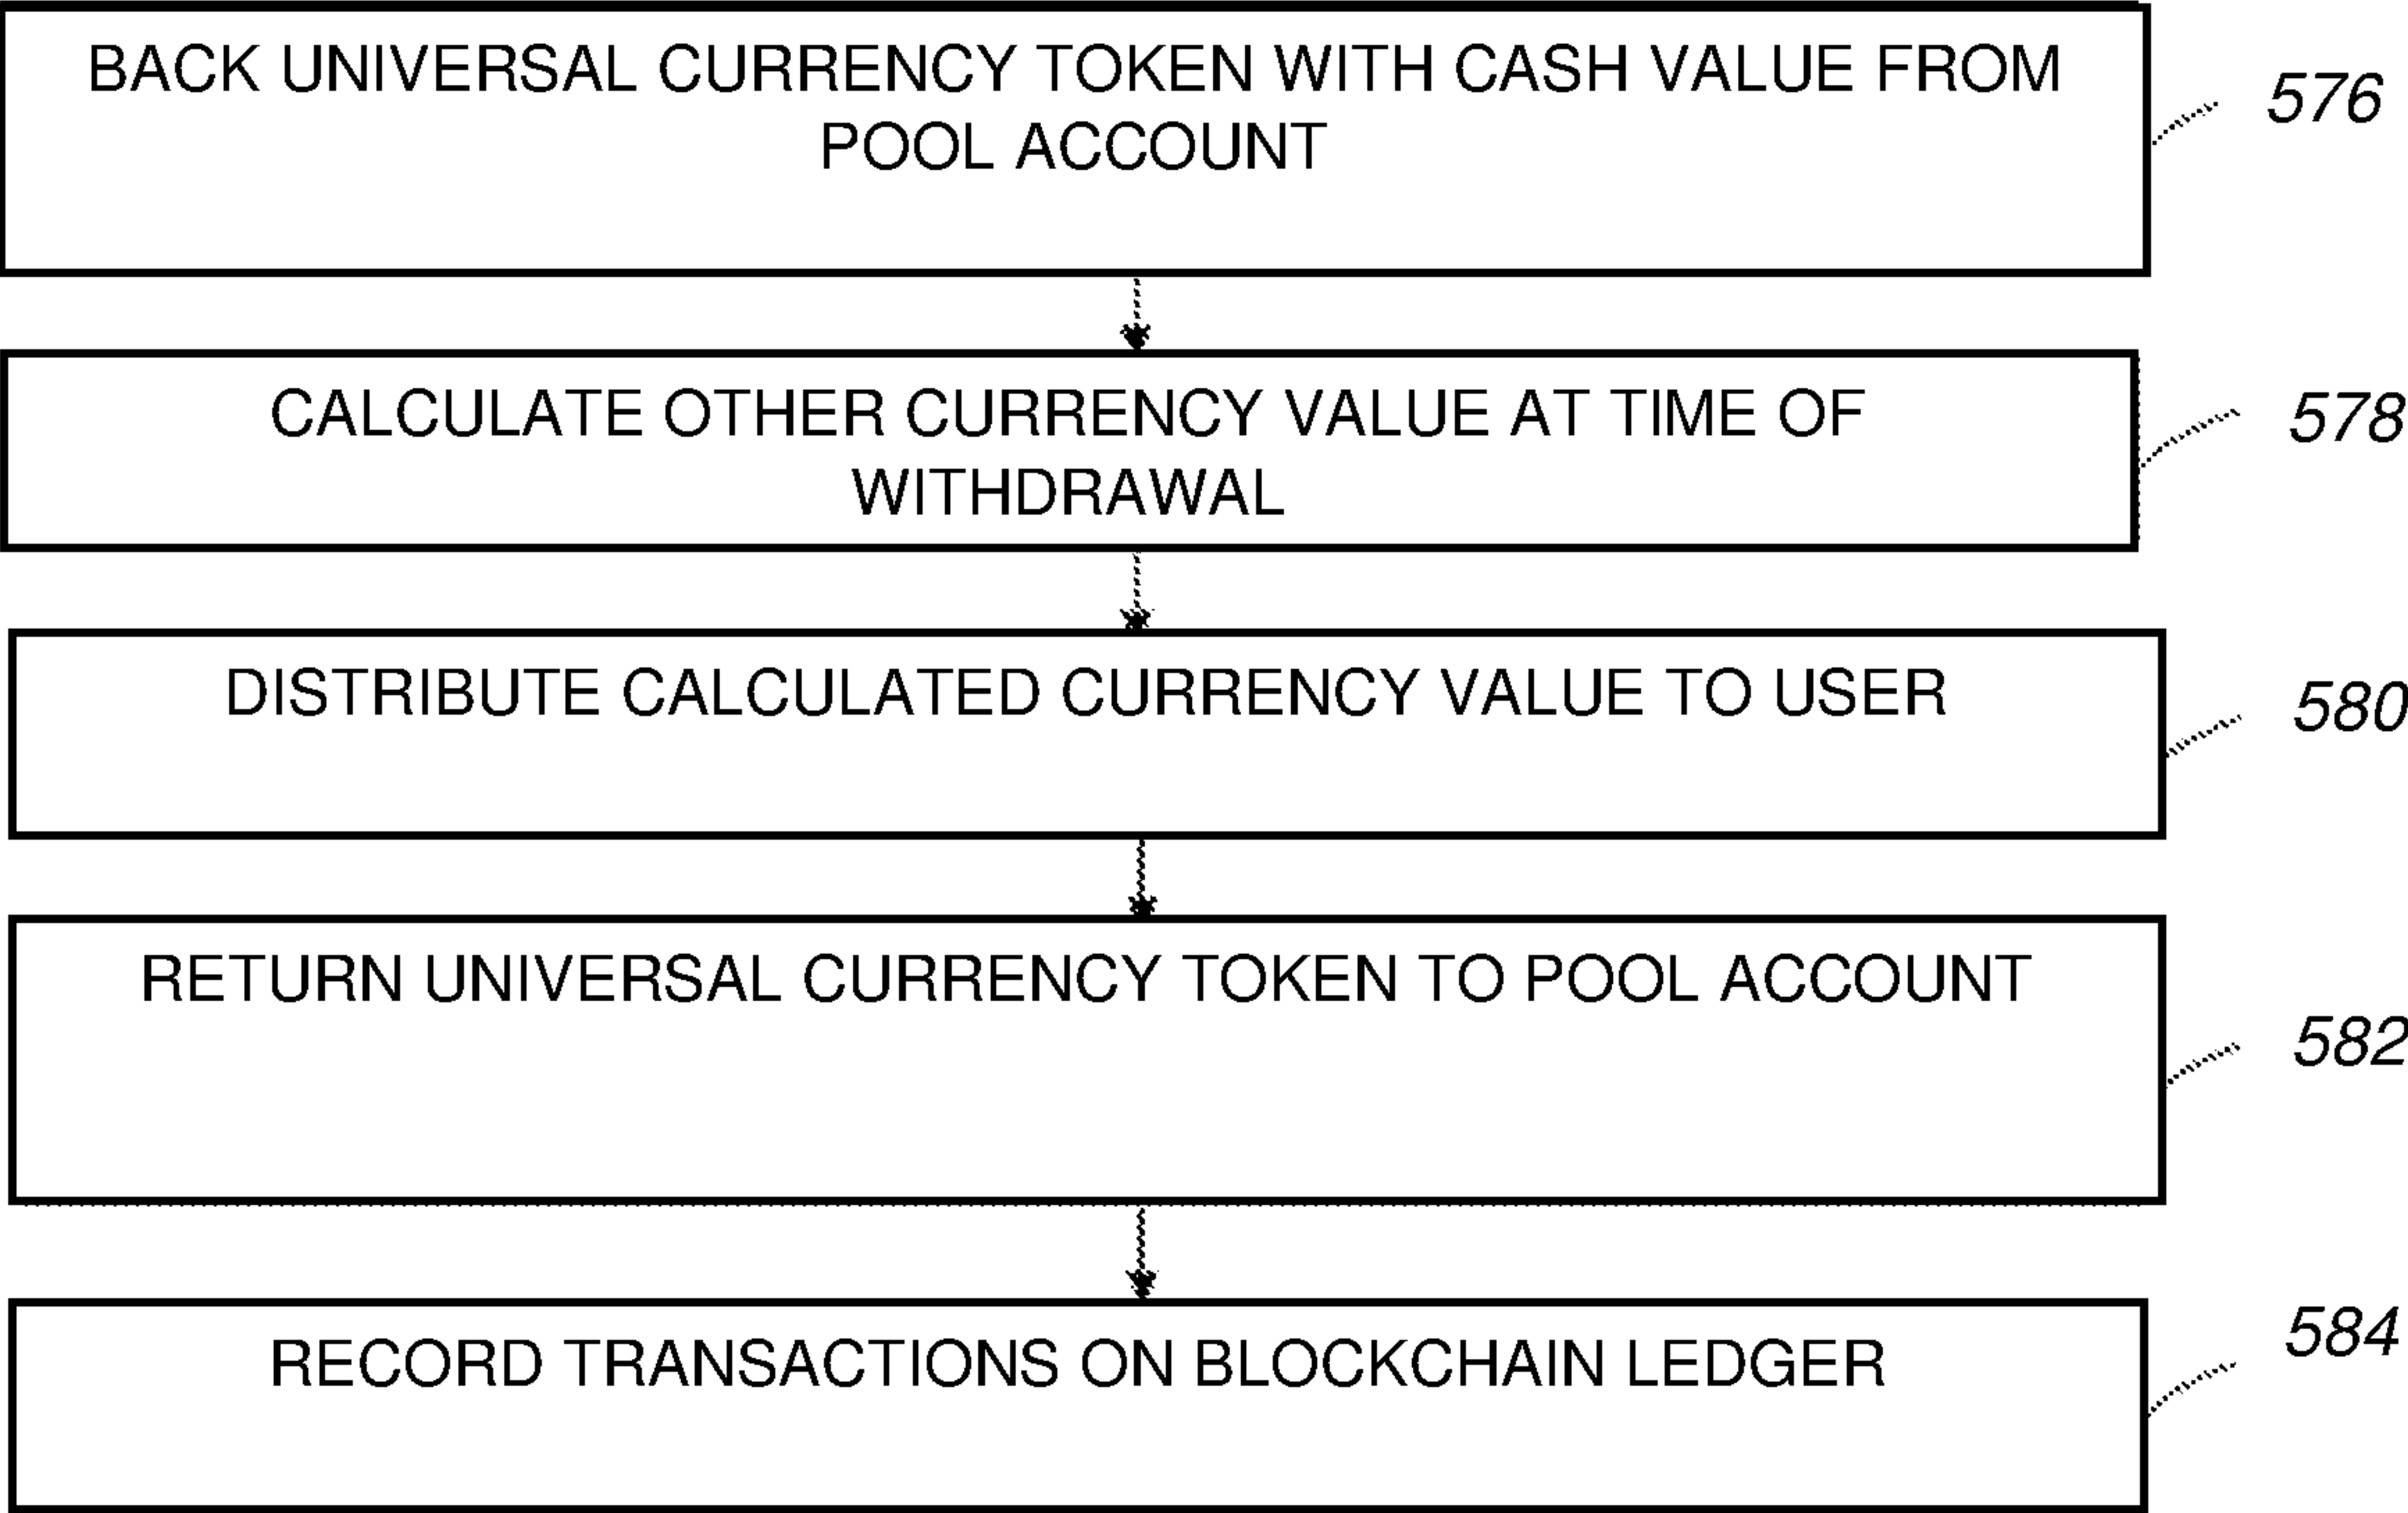 BACK UNIVERSAL CURRENCY TOKEN WITH CASH VALUE FROM
POOL ACCOUNT
576
CALCULATE OTHER CURRENCY VALUE AT TIME OF
WITHDRAWAL
578
DISTRIBUTE CALCULATED CURRENCY VALUE TO USER
580
RETURN UNIVERSAL CURRENCY TOKEN TO POOL ACCOUNT
582
RECORD TRANSACTIONS ON BLOCKCHAIN LEDGER
584